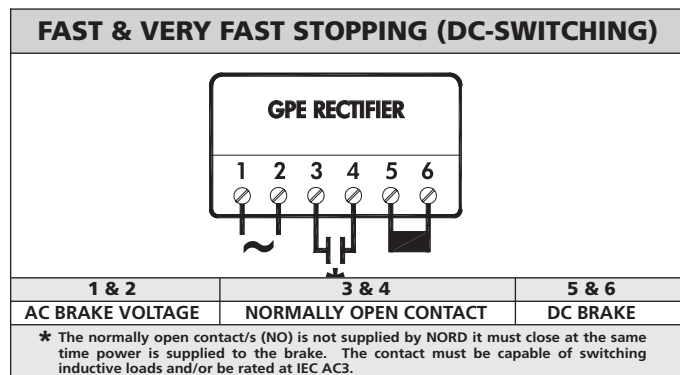 FAST & VERY FAST STOPPING (DC-SWITCHING)
GPE RECTIFIER
1 2 3 4 5 6
~
*
1 & 2 3 & 4 5 & 6
AC BRAKE VOLTAGE NORMALLY OPEN CONTACT DC BRAKE
* The normally open contact/s (NO) is not supplied by NORD it must close at the same
time power is supplied to the brake. The contact must be capable of switching
inductive loads and/or be rated at IEC AC3.